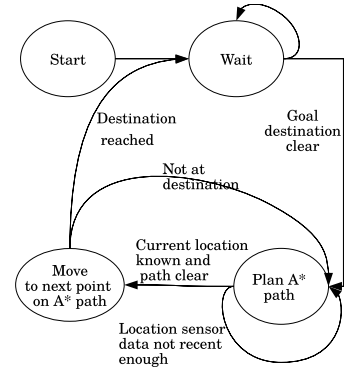 Start
Wait
Destination
reached
Goal
destination
clear
Not at
destination
Current location
known and
path clear
Move
to next point
on A* path
Plan A*
path
Location sensor
data not recent
enough